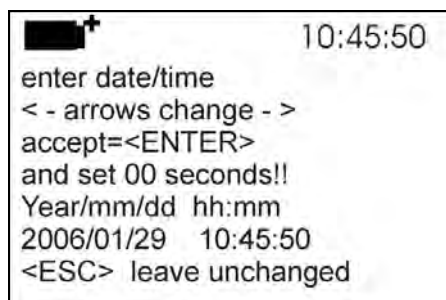 10:45:50
enter date/time
< - arrows change - >
accept=<ENTER>
and set 00 seconds!!
Year/mm/dd hh:mm
2006/01/29 10:45:50
<ESC> leave unchanged